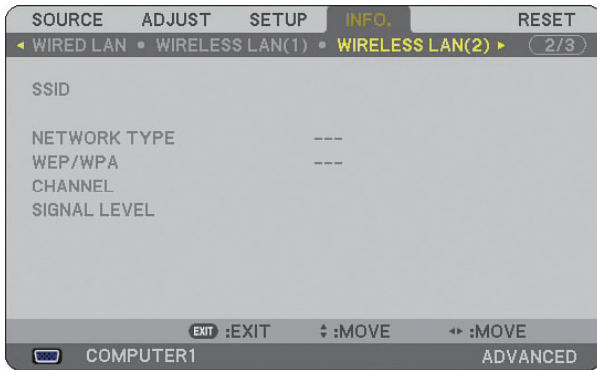 SOURCE ADJUST SETUP INFO. RESET
◂ WIRED LAN • WIRELESS LAN(1) • WIRELESS LAN(2) ▸ 2/3
SSID
NETWORK TYPE ---
WEP/WPA ---
CHANNEL
SIGNAL LEVEL
EXIT :EXIT :MOVE :MOVE
COMPUTER1 ADVANCED